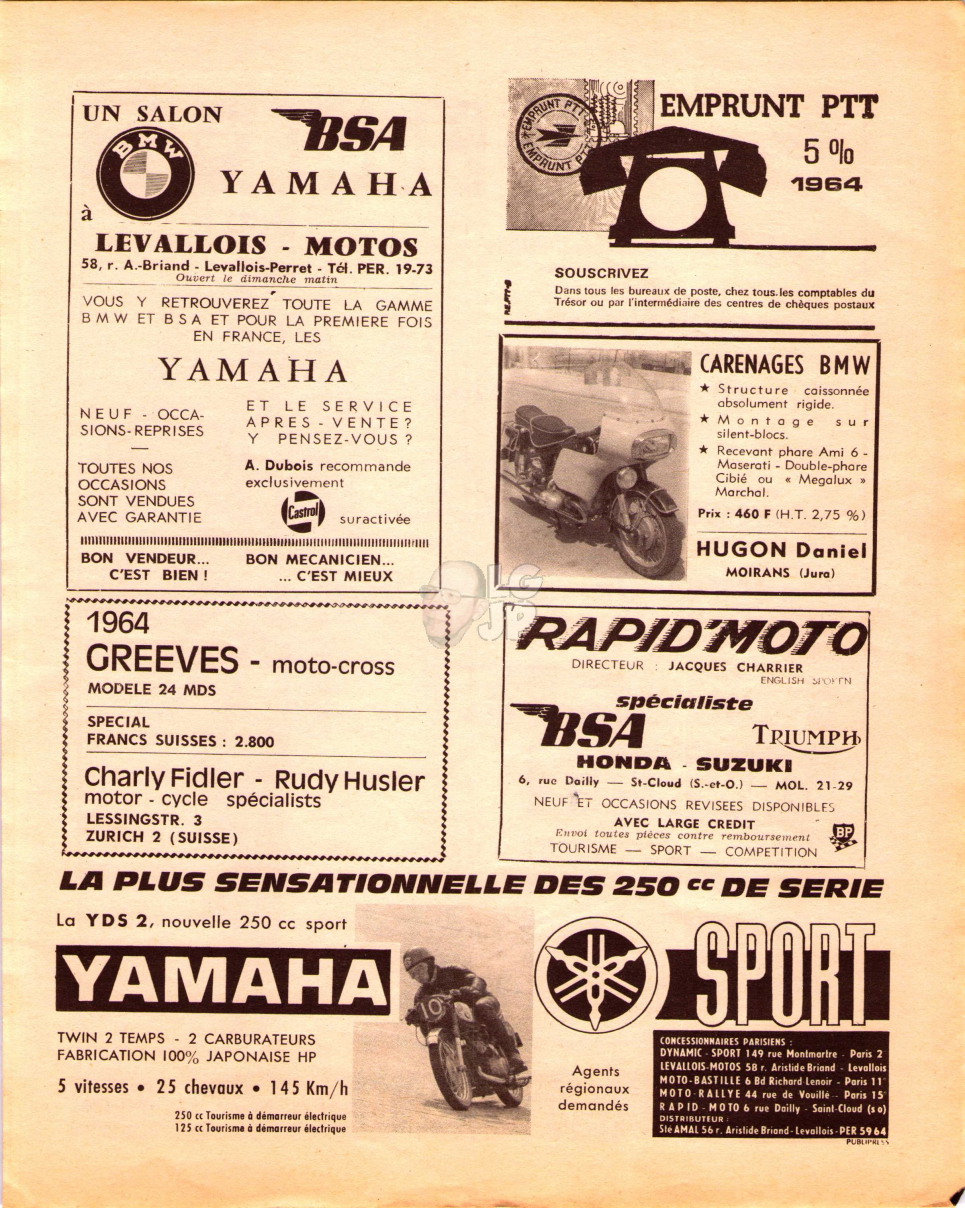 UN SALON
BMW
BSA
YAMAHA
à
LEVALLOIS - MOTOS
58, r. A.-Briand - Levallois-Perret - Tél. PER. 19-73
Ouvert le dimanche matin
VOUS Y RETROUVEREZ TOUTE LA GAMME
BMW ET BSA ET POUR LA PREMIERE FOIS
EN FRANCE, LES
YAMAHA
NEUF - OCCA-
SIONS-REPRISES
TOUTES NOS
OCCASIONS
SONT VENDUES
AVEC GARANTIE
ET LE SERVICE
APRES - VENTE?
Y PENSEZ-VOUS ?
A. Dubois recommande
exclusivement
Castrol
suractivée
BON VENDEUR...
C'EST BIEN !
BON MECANICIEN...
... C'EST MIEUX
EMPRUNT PTT
EMPRUNT PTT
EMPRUNT PTT
5 %
1964
SOUSCRIVEZ
Dans tous les bureaux de poste, chez tous les comptables du
Trésor ou par l'intermédiaire des centres de chèques postaux
CARENAGES BMW
★ Structure caissonnée
absolument rigide.
★ Montage sur
silent-blocs.
★ Recevant phare Ami 6 -
Maserati - Double-phare
Cibié ou « Megalux »
Marchal.
Prix : 460 F (H.T. 2,75 %)
HUGON Daniel
MOIRANS (Jura)
LG
JP
1964
GREEVES - moto-cross
MODELE 24 MDS
SPECIAL
FRANCS SUISSES : 2.800
Charly Fidler - Rudy Husler
motor - cycle spécialists
LESSINGSTR. 3
ZURICH 2 (SUISSE)
RAPID'MOTO
DIRECTEUR : JACQUES CHARRIER
ENGLISH SPOKEN
spécialiste
BSA
TRIUMPH
HONDA - SUZUKI
6, rue Dailly — St-Cloud (S.-et-O.) — MOL. 21-29
NEUF ET OCCASIONS REVISEES DISPONIBLES
AVEC LARGE CREDIT
Envoi toutes pièces contre remboursement
TOURISME — SPORT — COMPETITION
BP
LA PLUS SENSATIONNELLE DES 250 cc DE SERIE
La YDS 2, nouvelle 250 cc sport
YAMAHA
TWIN 2 TEMPS - 2 CARBURATEURS
FABRICATION 100% JAPONAISE HP
5 vitesses • 25 chevaux • 145 Km/h
250 cc Tourisme à démarreur électrique
125 cc Tourisme à démarreur électrique
10
SPORT
Agents
régionaux
demandés
CONCESSIONNAIRES PARISIENS :
DYNAMIC - SPORT 149 rue Montmartre - Paris 2
LEVALLOIS-MOTOS 58 r. Aristide Briand - Levallois
MOTO-BASTILLE 6 Bd Richard Lenoir - Paris 11
MOTO-RALLYE 44 rue de Vouillé - Paris 15
RAPID-MOTO 6 rue Dailly - Saint-Cloud (so)
DISTRIBUTEUR :
Sté AMAL 56 r. Aristide Briand - Levallois - PER 59 64
PUBLIPRESS